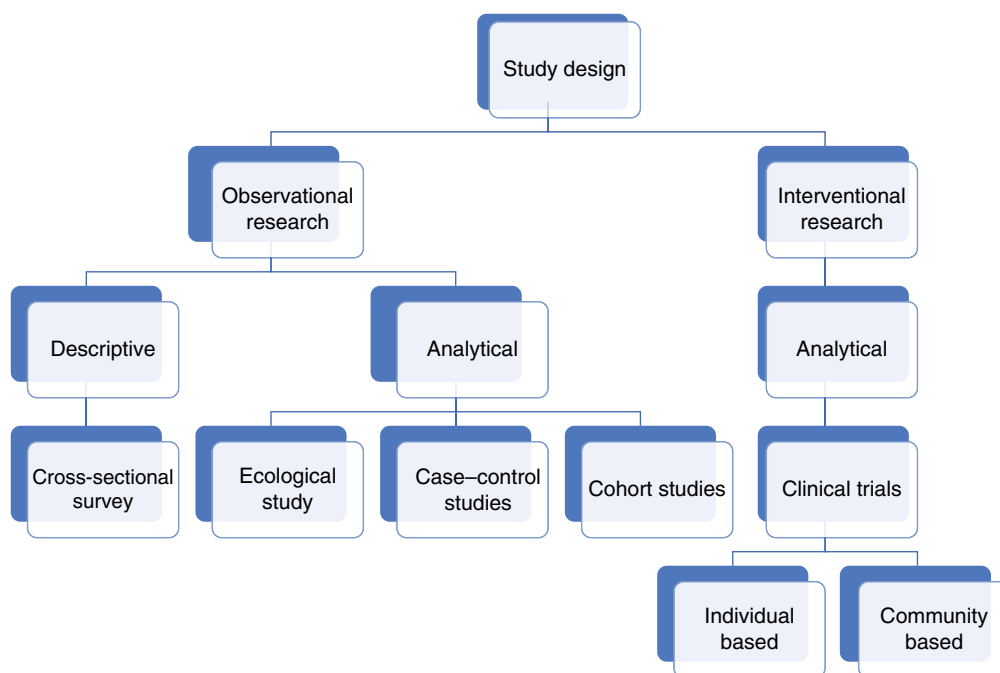 Study design
Observational
research
Interventional
research
Descriptive
Analytical
Analytical
Cross-sectional
survey
Ecological
study
Case–control
studies
Cohort studies
Clinical trials
Individual
based
Community
based